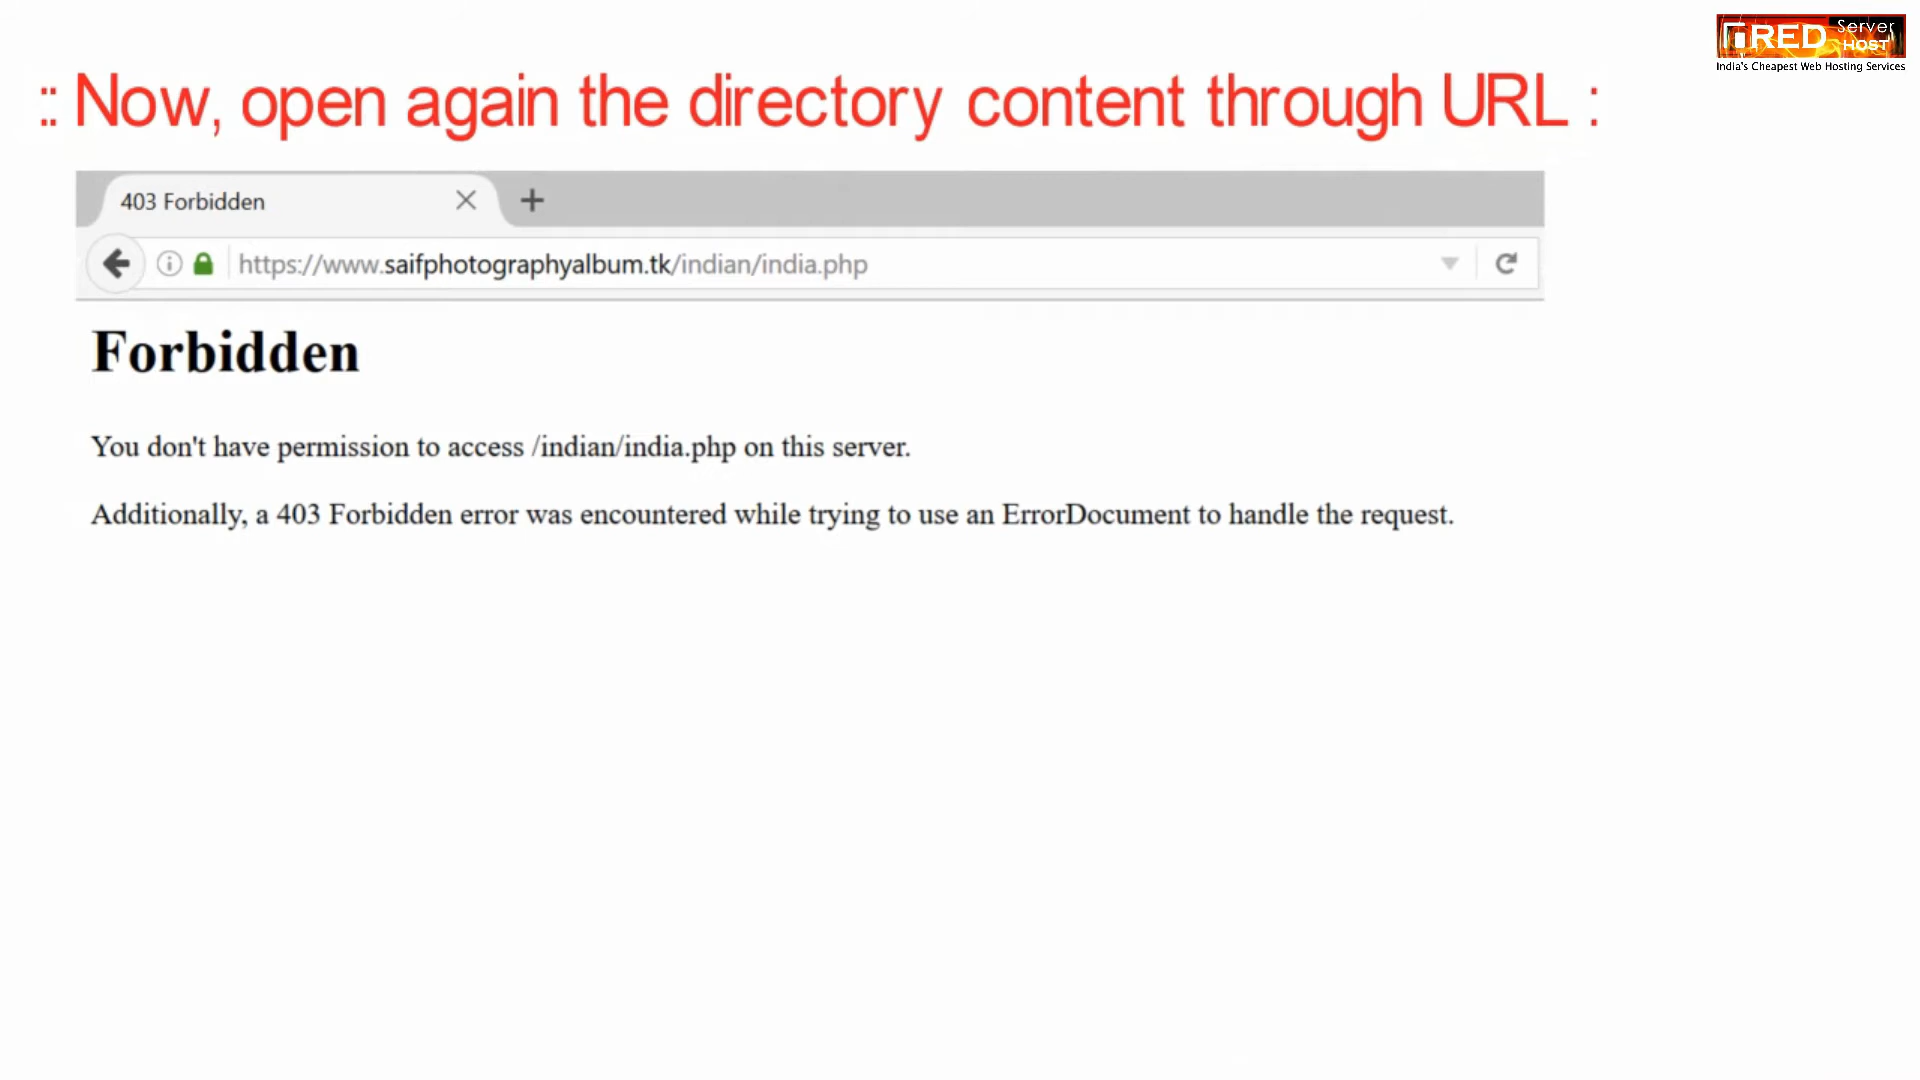 RED Server HOST
India's Cheapest Web Hosting Services
:: Now, open again the directory content through URL :
403 Forbidden
https://www.saifphotographyalbum.tk/indian/india.php
Forbidden
You don't have permission to access /indian/india.php on this server.
Additionally, a 403 Forbidden error was encountered while trying to use an ErrorDocument to handle the request.